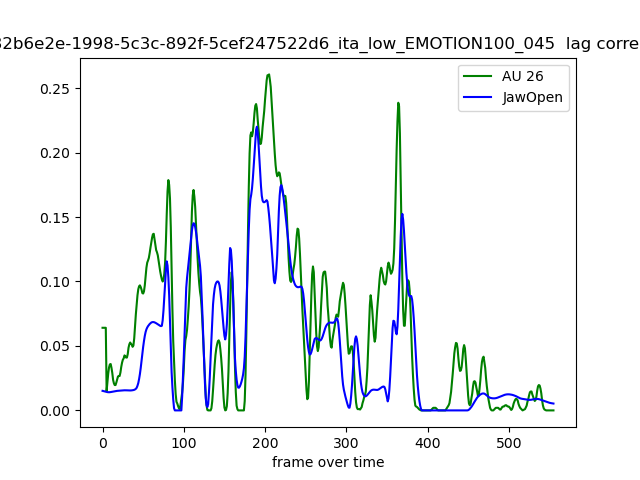 32b6e2e-1998-5c3c-892f-5cef247522d6_ita_low_EMOTION100_045 lag corre
AU 26
JawOpen
0.25
0.20
0.15
0.10
0.05
0.00
0 100 200 300 400 500
frame over time